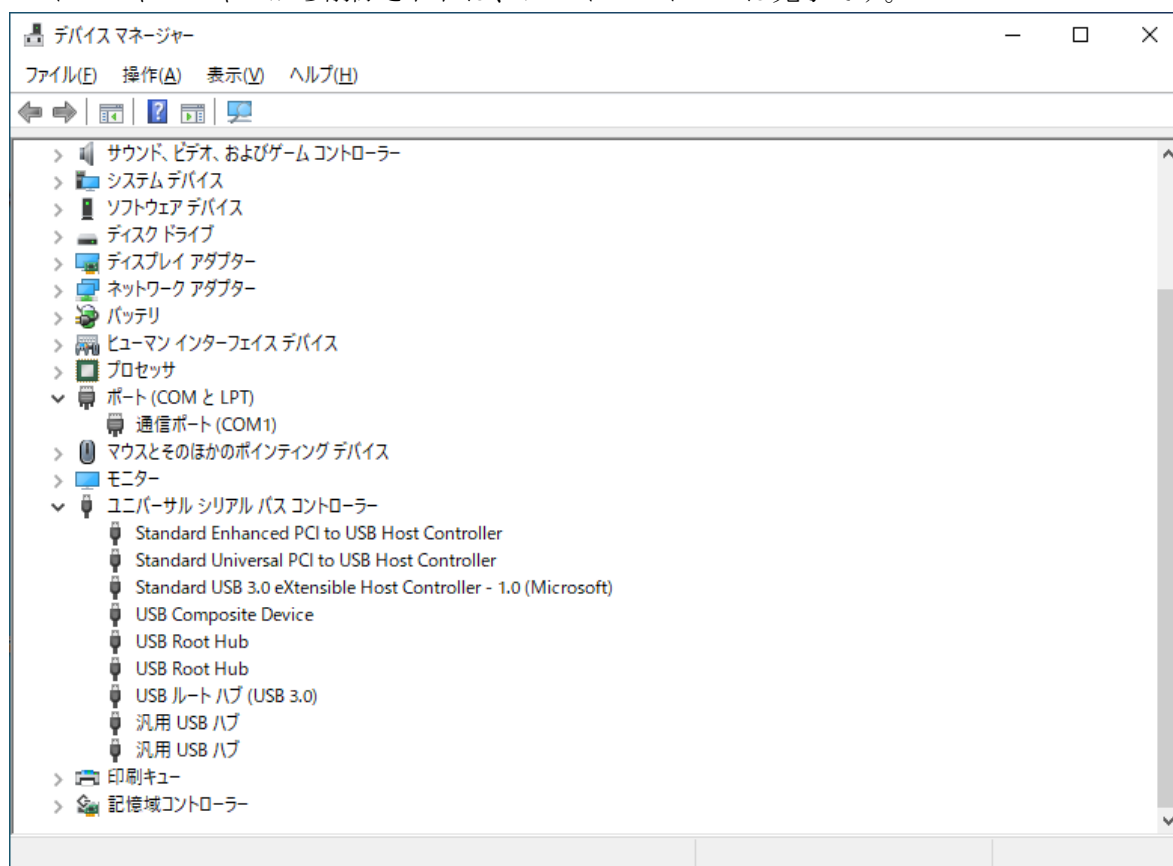 デバイス マネージャー
ファイル(F) 操作(A) 表示(V) ヘルプ(H)
サウンド、ビデオ、およびゲーム コントローラー
システム デバイス
ソフトウェア デバイス
ディスク ドライブ
ディスプレイ アダプター
ネットワーク アダプター
バッテリ
ヒューマン インターフェイス デバイス
プロセッサ
ポート (COM と LPT)
通信ポート (COM1)
マウスとそのほかのポインティング デバイス
モニター
ユニバーサル シリアル バス コントローラー
Standard Enhanced PCI to USB Host Controller
Standard Universal PCI to USB Host Controller
Standard USB 3.0 eXtensible Host Controller - 1.0 (Microsoft)
USB Composite Device
USB Root Hub
USB Root Hub
USB ルート ハブ (USB 3.0)
汎用 USB ハブ
汎用 USB ハブ
印刷キュー
記憶域コントローラー